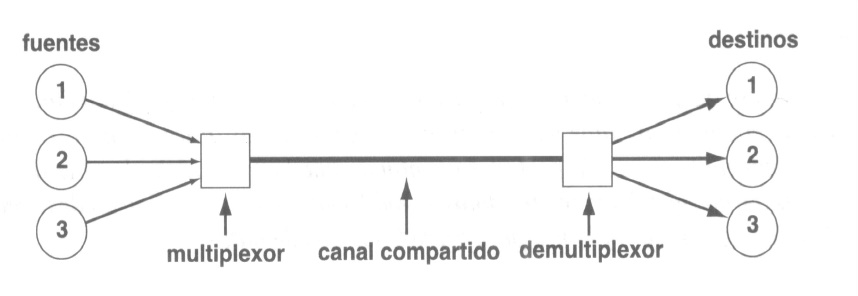 fuentes
destinos
1
1
2
2
3
3
multiplexor
canal compartido
demultiplexor